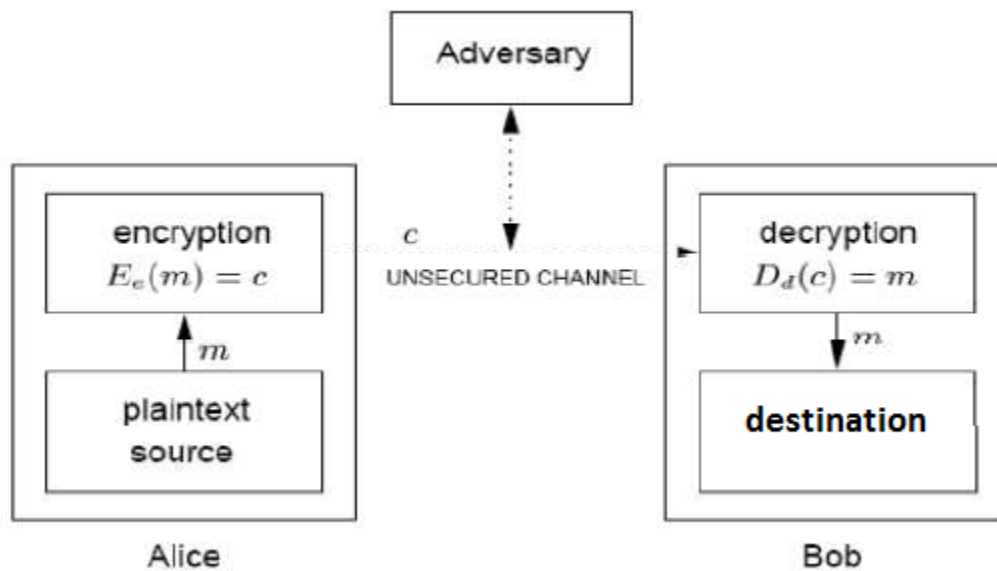 Adversary
encryption
E_e(m) = c
c
UNSECURED CHANNEL
decryption
D_d(c) = m
m
m
plaintext
source
destination
Alice
Bob